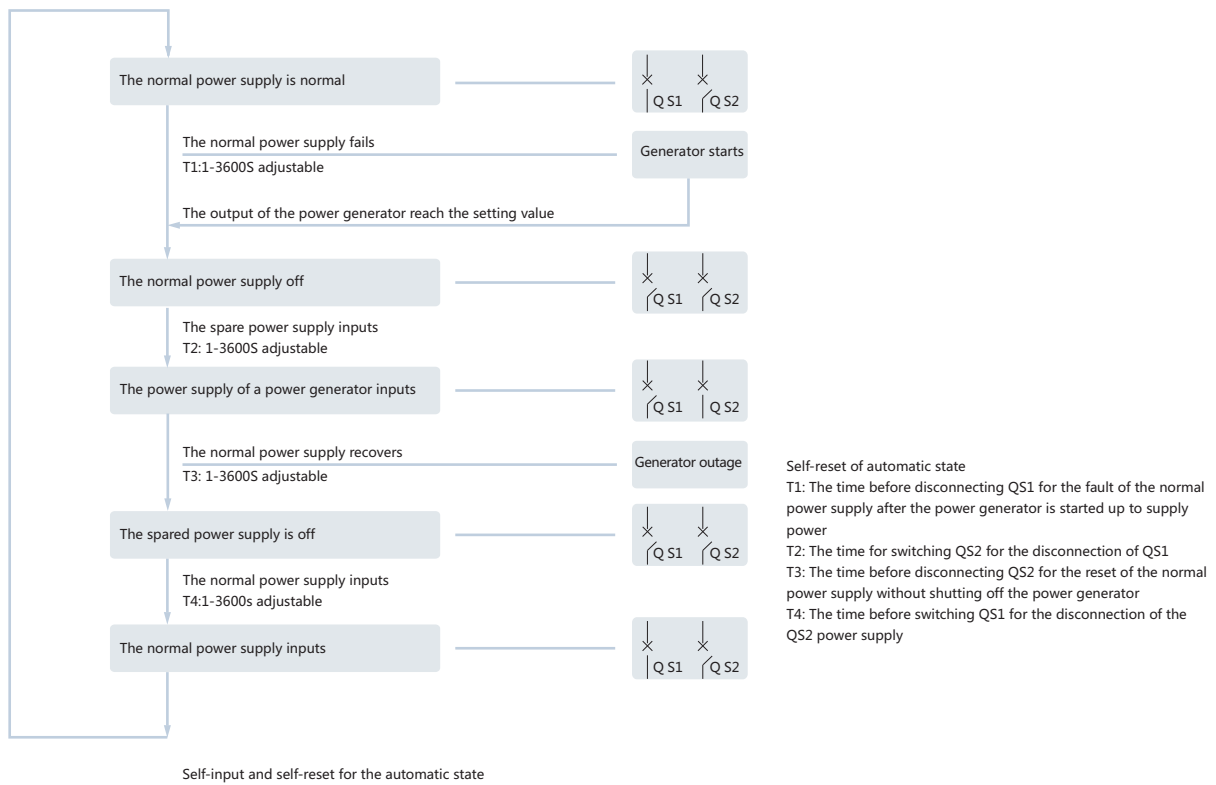 The normal power supply is normal
Q S1 Q S2
The normal power supply fails
Generator starts
T1:1-3600S adjustable
The output of the power generator reach the setting value
The normal power supply off
Q S1 Q S2
The spare power supply inputs
T2: 1-3600S adjustable
The power supply of a power generator inputs
Q S1 Q S2
The normal power supply recovers
Generator outage
T3: 1-3600S adjustable
The spared power supply is off
Q S1 Q S2
The normal power supply inputs
T4:1-3600s adjustable
The normal power supply inputs
Q S1 Q S2
Self-reset of automatic state
T1: The time before disconnecting QS1 for the fault of the normal
power supply after the power generator is started up to supply
power
T2: The time for switching QS2 for the disconnection of QS1
T3: The time before disconnecting QS2 for the reset of the normal
power supply without shutting off the power generator
T4: The time before switching QS1 for the disconnection of the
QS2 power supply
Self-input and self-reset for the automatic state